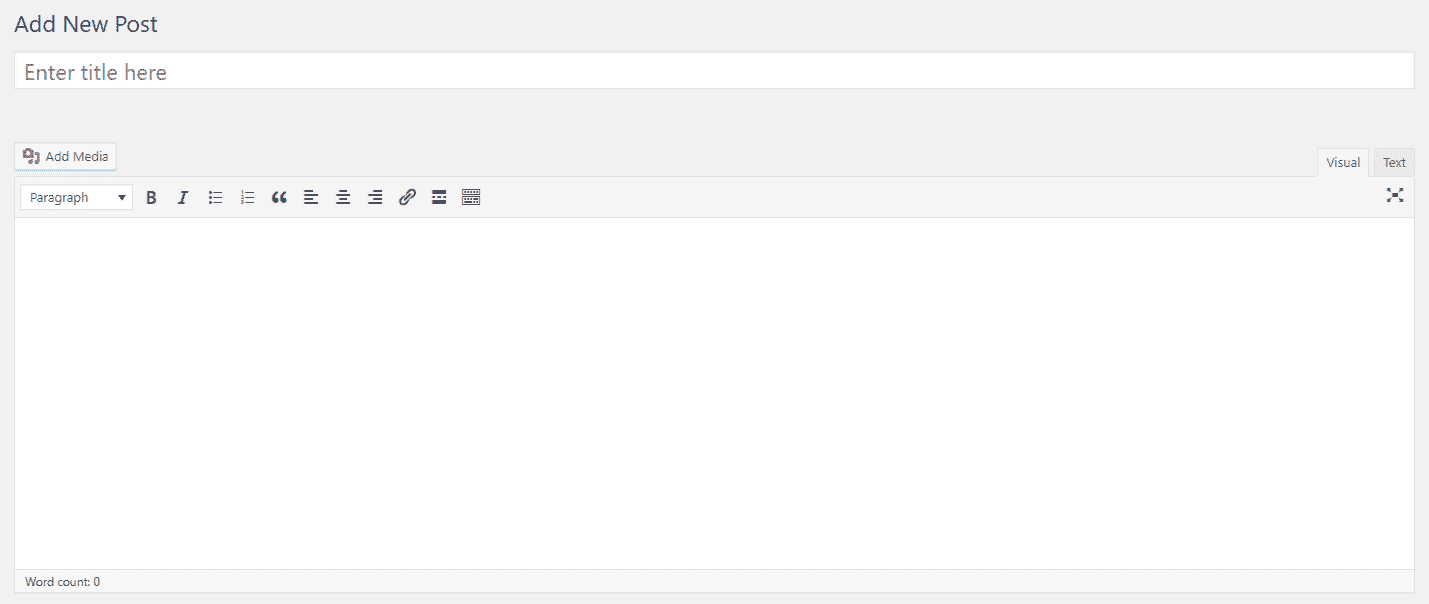 Add New Post
Enter title here
Add Media
Visual Text
Paragraph
Word count: 0